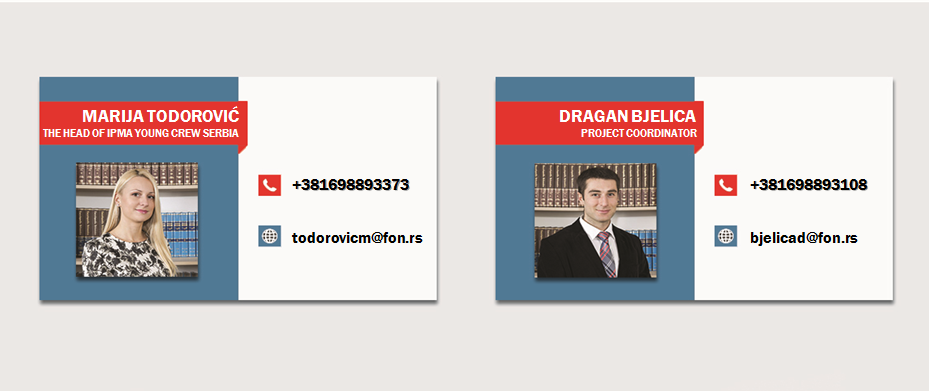 MARIJA TODOROVIĆ
THE HEAD OF IPMA YOUNG CREW SERBIA
+381698893373
todorovicm@fon.rs
DRAGAN BJELICA
PROJECT COORDINATOR
+381698893108
bjelicad@fon.rs